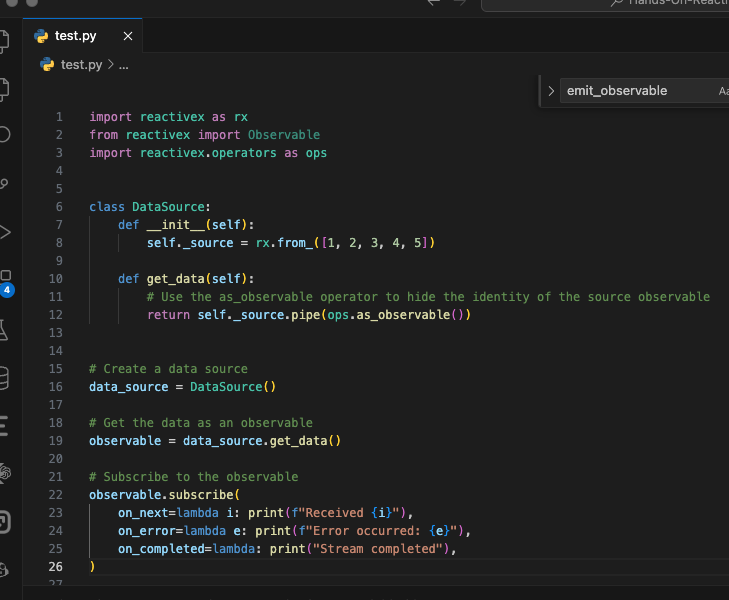 test.py
test.py > ...
> emit_observable Aa
1 import reactivex as rx
2 from reactivex import Observable
3 import reactivex.operators as ops
4
5
6 class DataSource:
7     def __init__(self):
8         self._source = rx.from_([1, 2, 3, 4, 5])
9
10     def get_data(self):
11         # Use the as_observable operator to hide the identity of the source observable
12         return self._source.pipe(ops.as_observable())
13
14
15 # Create a data source
16 data_source = DataSource()
17
18 # Get the data as an observable
19 observable = data_source.get_data()
20
21 # Subscribe to the observable
22 observable.subscribe(
23     on_next=lambda i: print(f"Received {i}"),
24     on_error=lambda e: print(f"Error occurred: {e}"),
25     on_completed=lambda: print("Stream completed"),
26 )
27
4